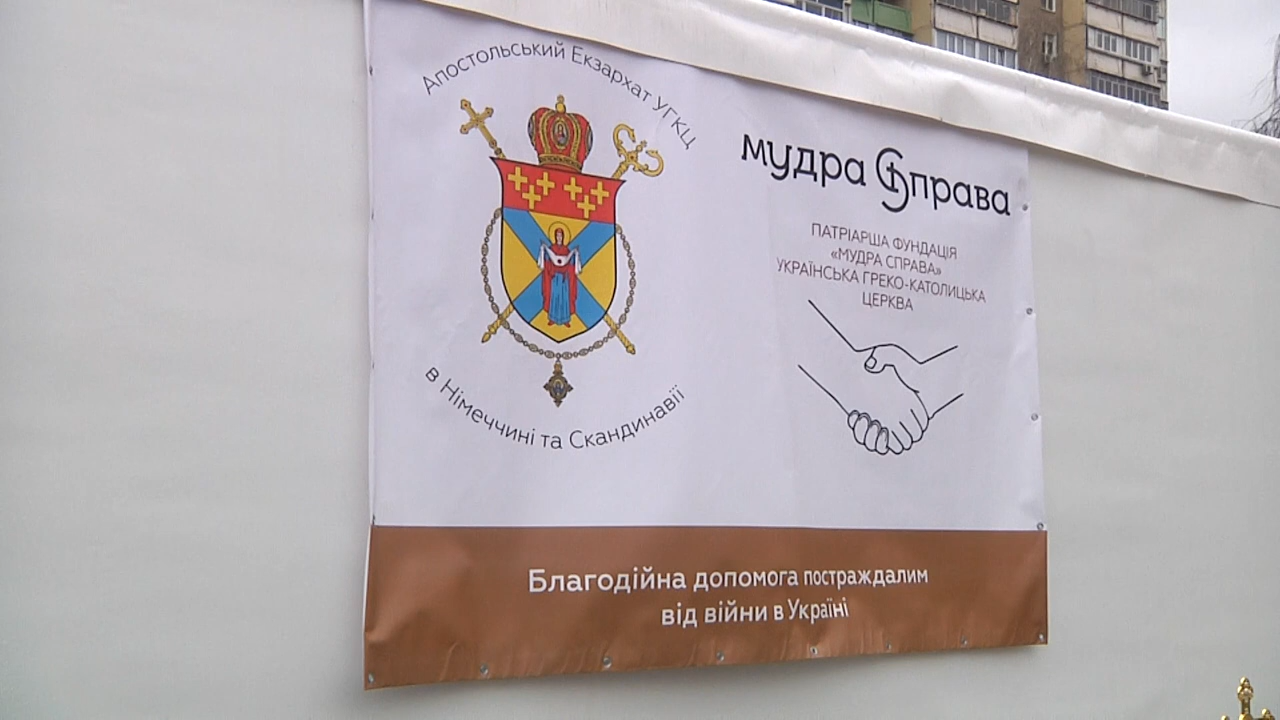 Апостольський Екзархат УГКЦ
в Німеччині та Скандинавії
мудра справа
ПАТРІАРША ФУНДАЦІЯ
«МУДРА СПРАВА»
УКРАЇНСЬКА ГРЕКО-КАТОЛИЦЬКА
ЦЕРКВА
Благодійна допомога постраждалим
від війни в Україні